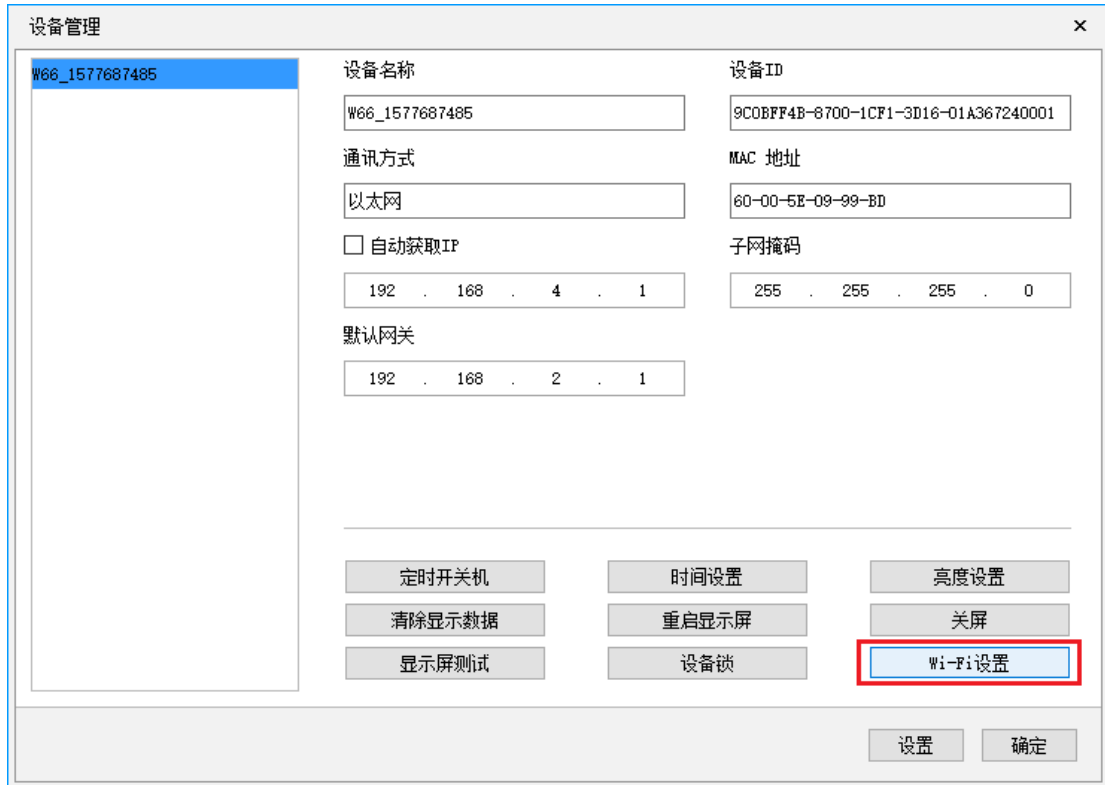 设备管理
×
W66_1577687485
设备名称
设备ID
W66_1577687485
9C0BFF4B-8700-1CF1-3D16-01A367240001
通讯方式
MAC 地址
以太网
60-00-5E-09-99-BD
自动获取IP
子网掩码
192 . 168 . 4 . 1
255 . 255 . 255 . 0
默认网关
192 . 168 . 2 . 1
定时开关机
时间设置
亮度设置
清除显示数据
重启显示屏
关屏
显示屏测试
设备锁
Wi-Fi设置
设置
确定